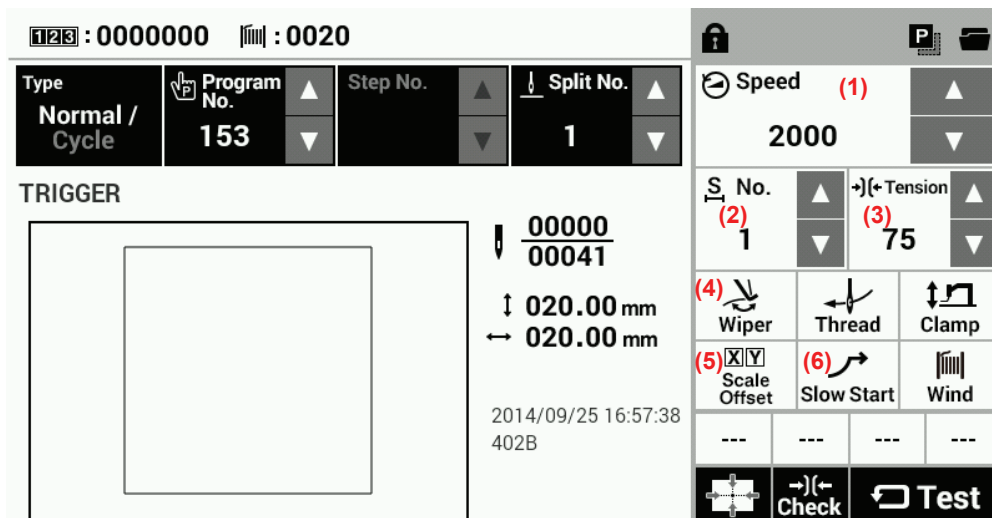 123:0000000 :0020
P
Type
Normal /
Cycle
P Program
No.
153
Step No.
Split No.
1
TRIGGER
00000
00041
020.00 mm
020.00 mm
2014/09/25 16:57:38
402B
Speed (1)
2000
S No.
(2)
1
Tension
(3)
75
(4)
Wiper
Thread
Clamp
(5) XY
Scale
Offset
(6)
Slow Start
Wind
--- --- --- ---
Check
Test